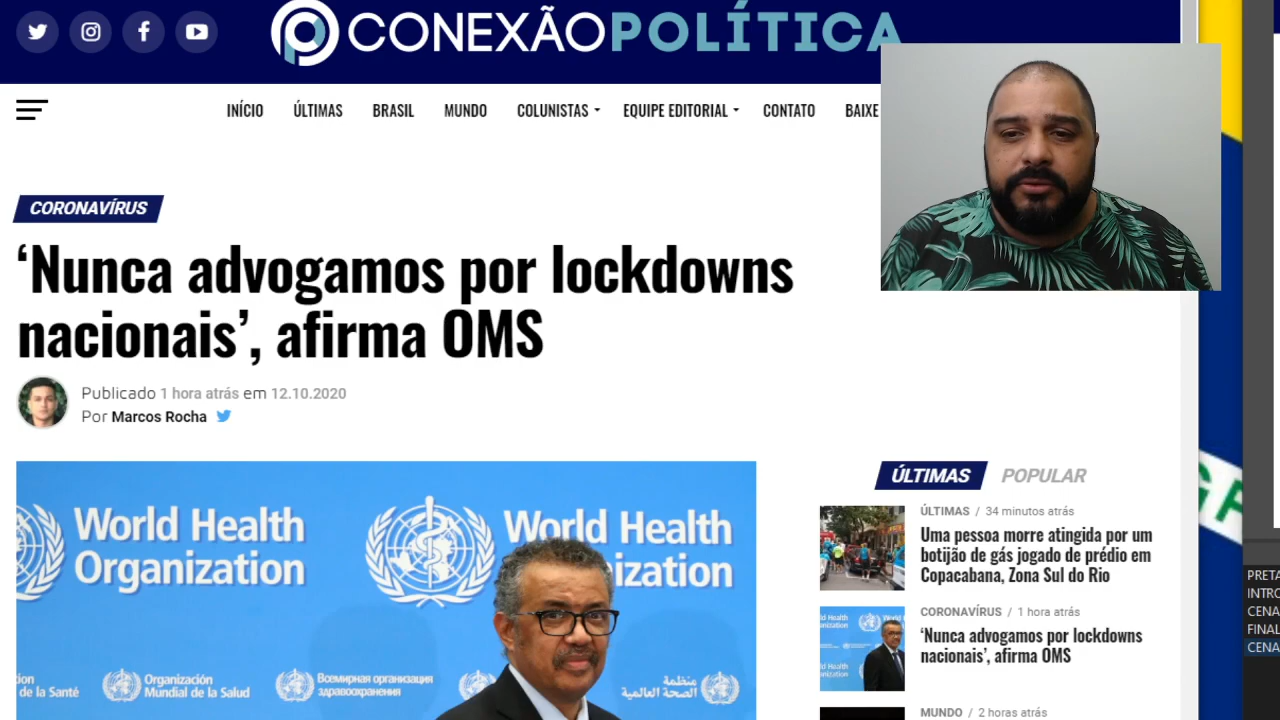 CONEXÃOPOLÍTICA
INÍCIO ÚLTIMAS BRASIL MUNDO COLUNISTAS EQUIPE EDITORIAL CONTATO BAIXE
CORONAVÍRUS
‘Nunca advogamos por lockdowns
nacionais’, afirma OMS
Publicado 1 hora atrás em 12.10.2020
Por Marcos Rocha
World Health
Organization
World Health
de la Santé
Organización
Mundial de la Salud
Всемирная организация
здравоохранения
منظمة
الصحة العالمية
ÚLTIMAS POPULAR
ÚLTIMAS / 34 minutos atrás
Uma pessoa morre atingida por um
botijão de gás jogado de prédio em
Copacabana, Zona Sul do Rio
CORONAVÍRUS / 1 hora atrás
‘Nunca advogamos por lockdowns
nacionais’, afirma OMS
MUNDO / 2 horas atrás
PRETA
INTRO
CENA
FINAL
CENA